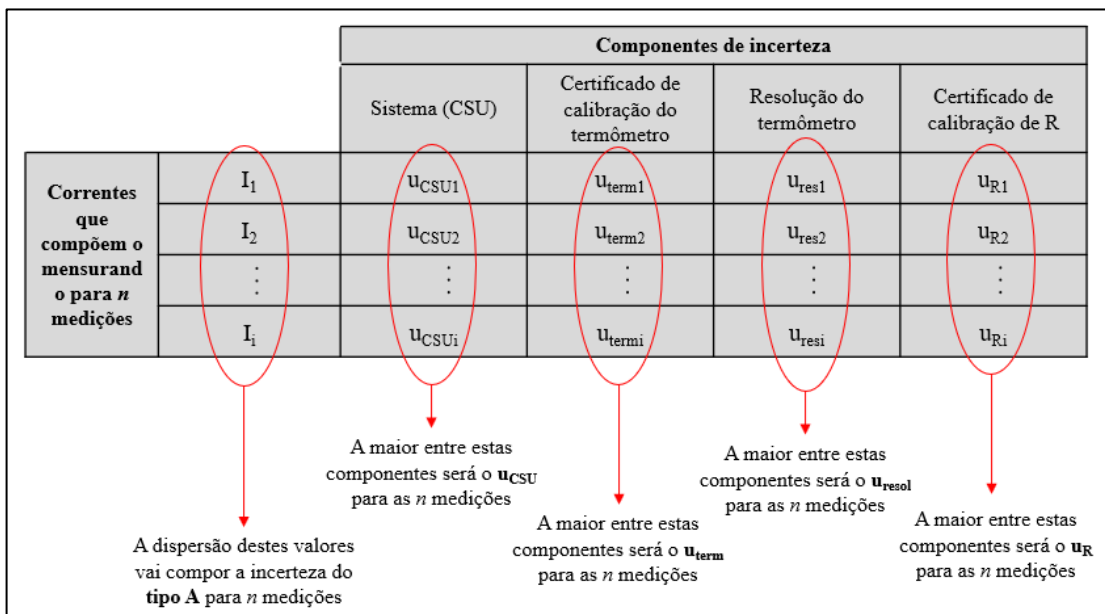 Componentes de incerteza
Sistema (CSU)
Certificado de
calibração do
termômetro
Resolução do
termômetro
Certificado de
calibração de R
Correntes
que
compõem o
mensurand
o para n
medições
I1 uCSU1 uterm1 ures1 uR1
I2 uCSU2 uterm2 ures2 uR2
⋮ ⋮ ⋮ ⋮ ⋮
Ii uCSUi utermi uresi uRi
A dispersão destes valores
vai compor a incerteza do
tipo A para n medições
A maior entre estas
componentes será o uCSU
para as n medições
A maior entre estas
componentes será o uterm
para as n medições
A maior entre estas
componentes será o uresol
para as n medições
A maior entre estas
componentes será o uR
para as n medições